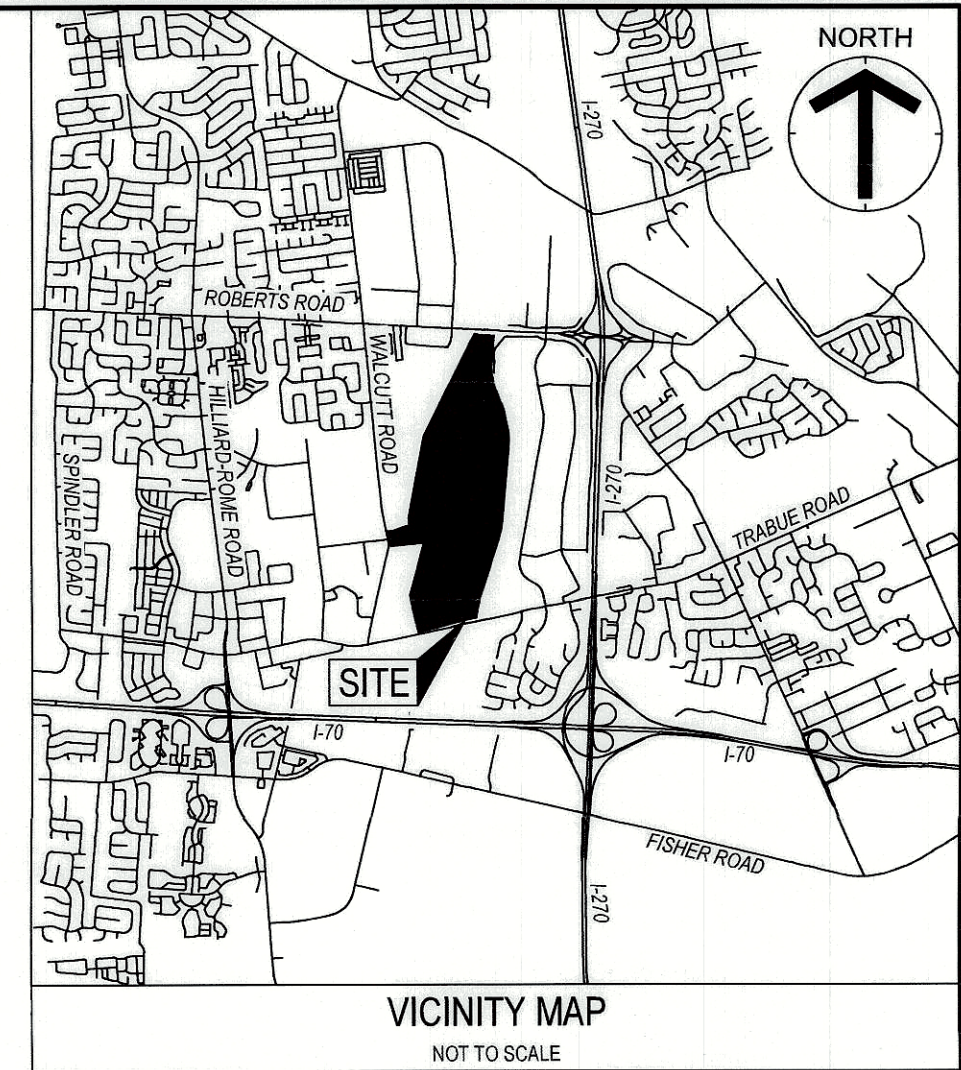 NORTH
I-270
ROBERTS ROAD
WALCUTT ROAD
HILLIARD-ROME ROAD
SPINDLER ROAD
I-270
TRABUE ROAD
SITE
I-70
I-70
FISHER ROAD
I-270
VICINITY MAP
NOT TO SCALE